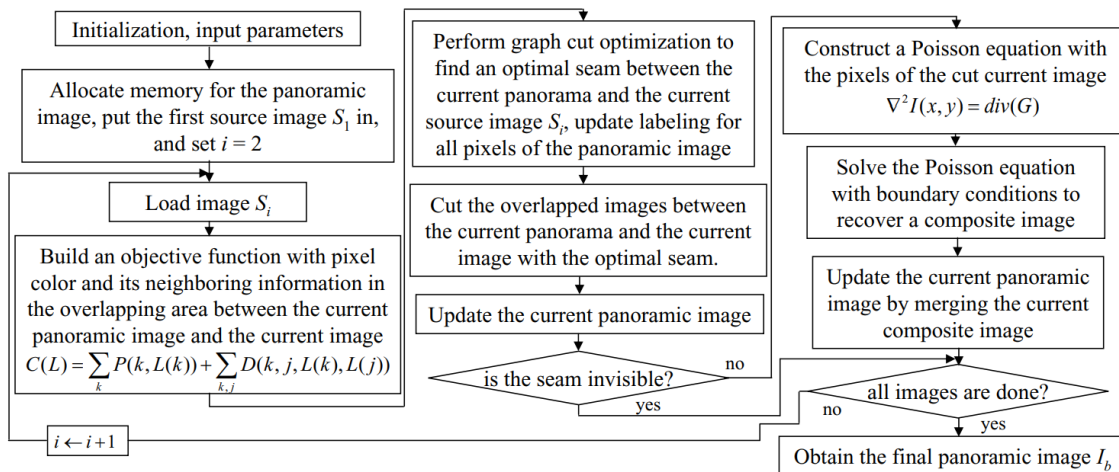 Initialization, input parameters
Allocate memory for the panoramic
image, put the first source image S₁ in,
and set i = 2
Load image Sᵢ
Build an objective function with pixel
color and its neighboring information in
the overlapping area between the current
panoramic image and the current image
C(L) = ∑ₖ P(k, L(k)) + ∑ₖ,ⱼ D(k, j, L(k), L(j))
i ← i+1
Perform graph cut optimization to
find an optimal seam between the
current panorama and the current
source image Sᵢ, update labeling for
all pixels of the panoramic image
Cut the overlapped images between
the current panorama and the current
image with the optimal seam.
Update the current panoramic image
is the seam invisible?
no
yes
Construct a Poisson equation with
the pixels of the cut current image
∇²I(x, y) = div(G)
Solve the Poisson equation
with boundary conditions to
recover a composite image
Update the current panoramic
image by merging the current
composite image
all images are done?
no
yes
Obtain the final panoramic image I_b